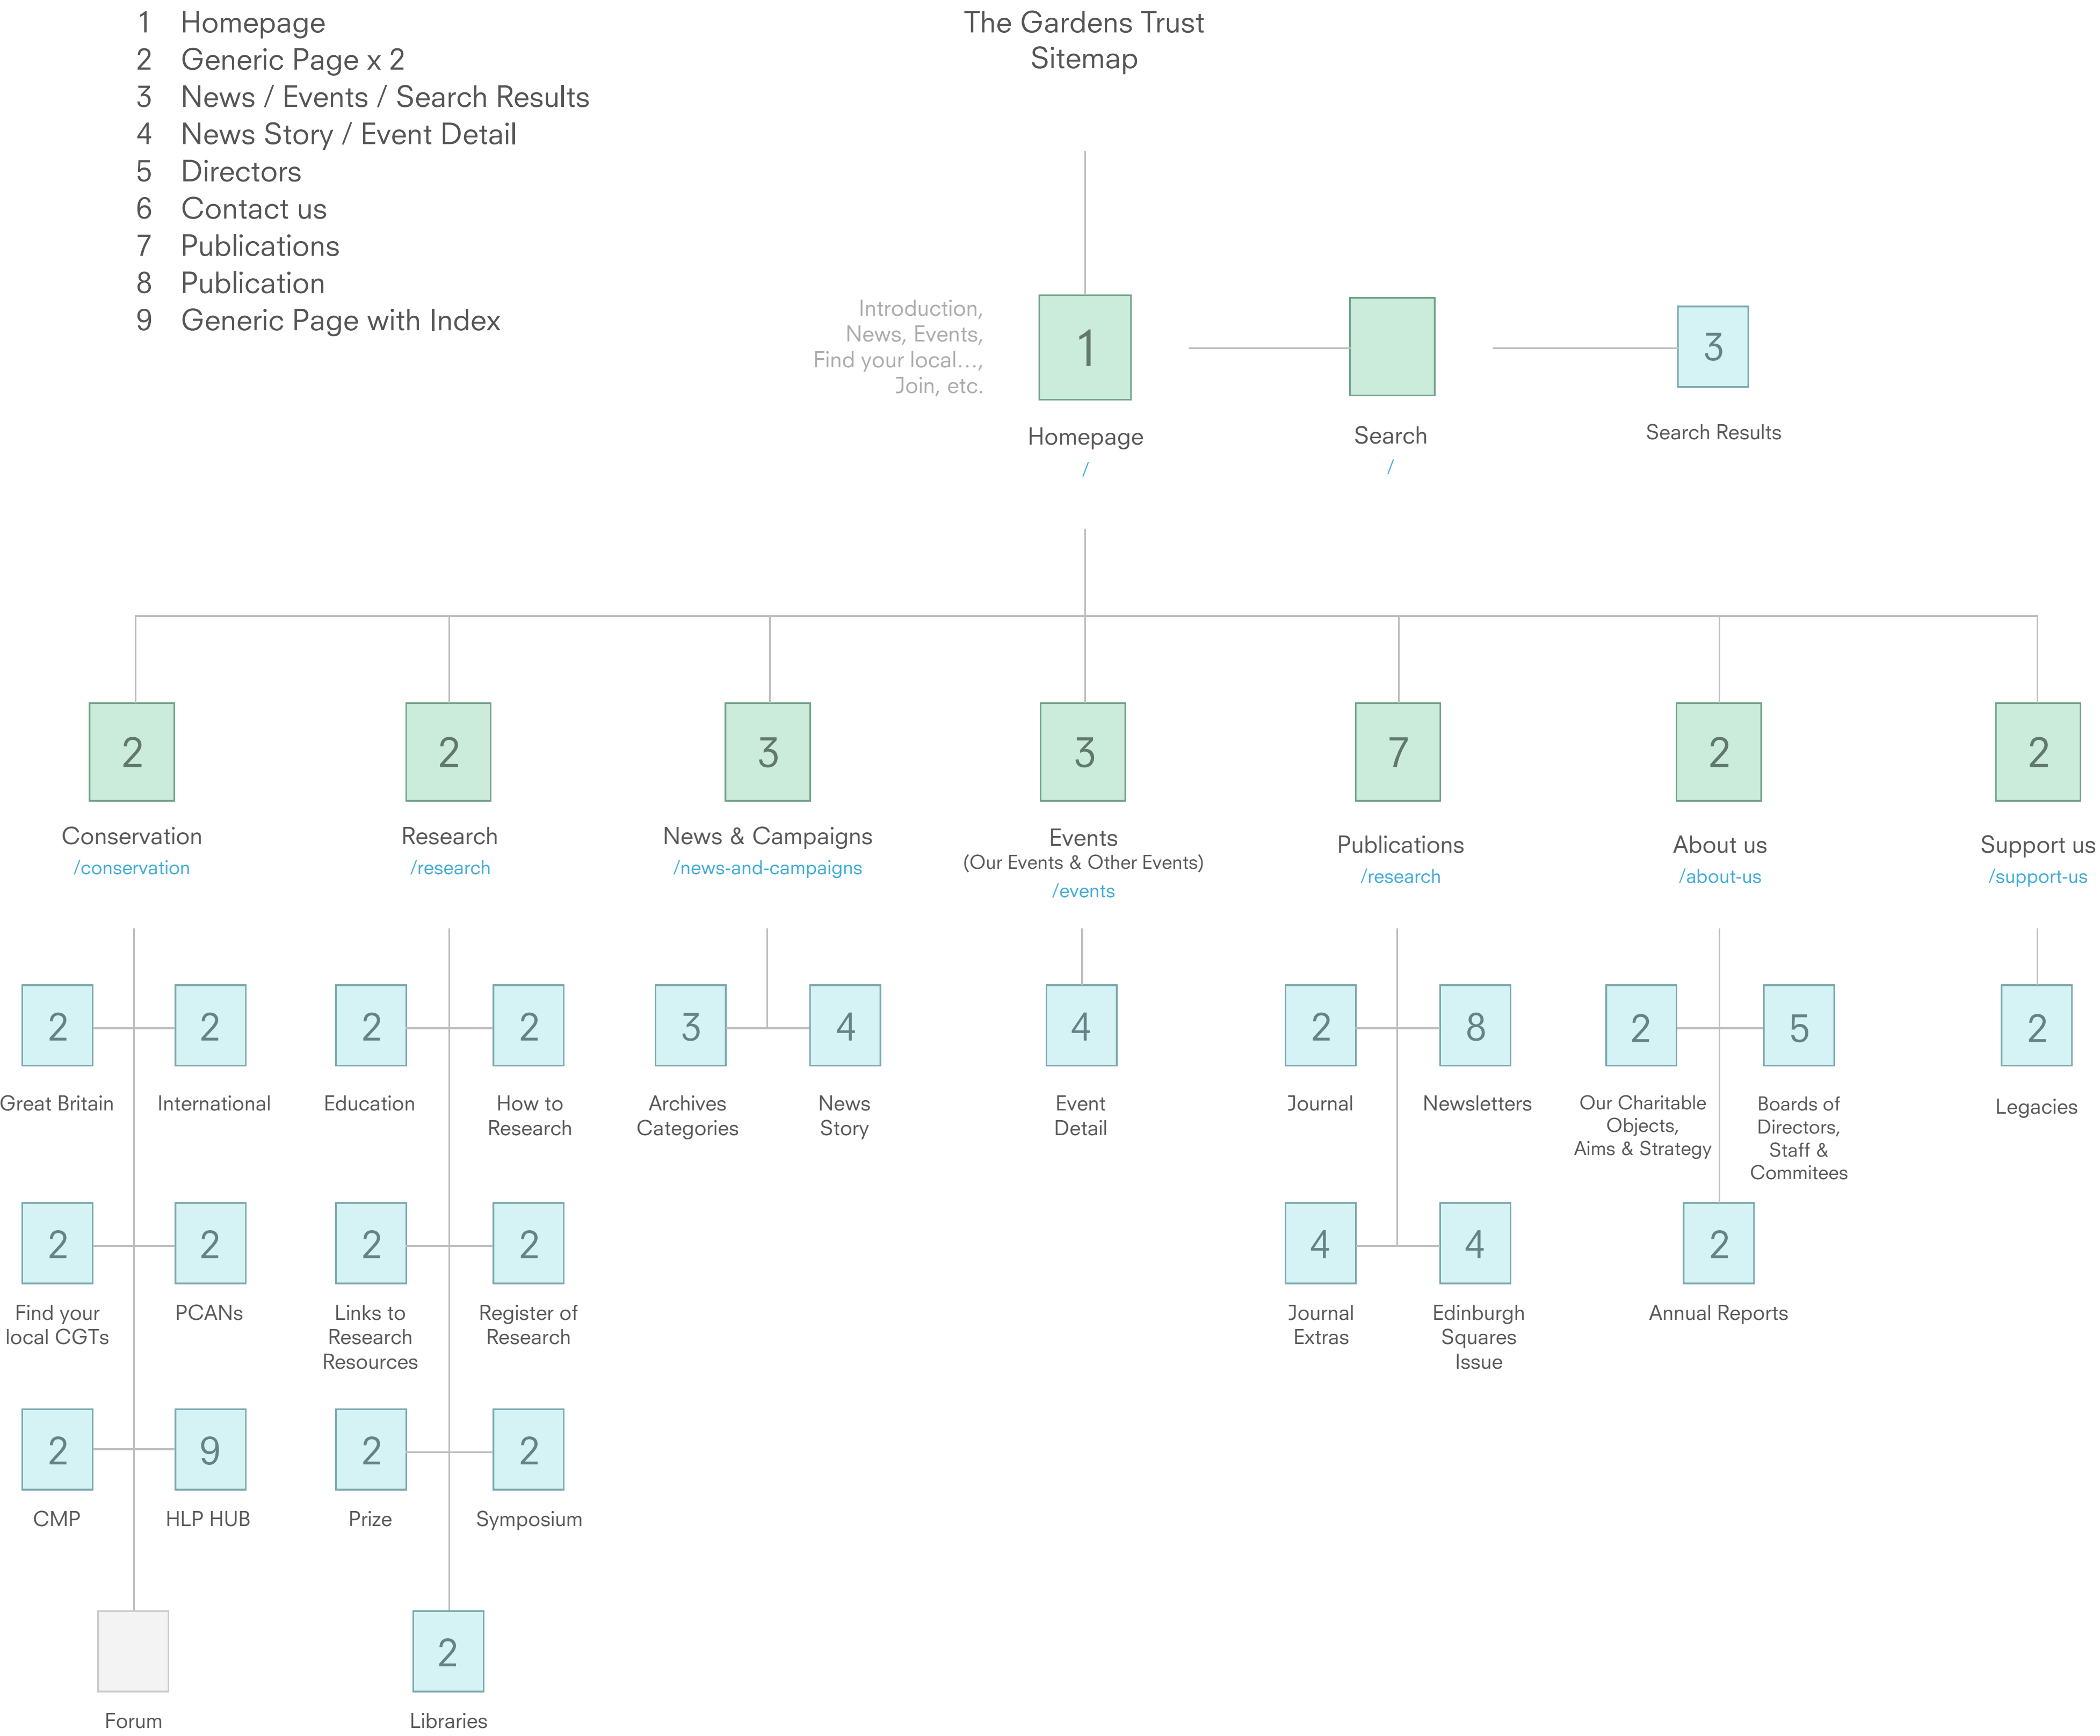 1 Homepage
2 Generic Page x 2
3 News / Events / Search Results
4 News Story / Event Detail
5 Directors
6 Contact us
7 Publications
8 Publication
9 Generic Page with Index
The Gardens Trust
Sitemap
Introduction,
News, Events,
Find your local...,
Join, etc.
1
3
Homepage
/
Search
/
Search Results
2
2
3
3
7
2
2
Conservation
/conservation
Research
/research
News & Campaigns
/news-and-campaigns
Events
(Our Events & Other Events)
/events
Publications
/research
About us
/about-us
Support us
/support-us
2
2
2
2
3
4
4
2
8
2
5
2
Great Britain
International
Education
How to
Research
Archives
Categories
News
Story
Event
Detail
Journal
Newsletters
Our Charitable
Objects,
Aims & Strategy
Boards of
Directors,
Staff &
Commitees
Legacies
2
2
2
2
4
4
2
Find your
local CGTs
PCANs
Links to
Research
Resources
Register of
Research
Journal
Extras
Edinburgh
Squares
Issue
Annual Reports
2
9
2
2
CMP
HLP HUB
Prize
Symposium
2
Forum
Libraries